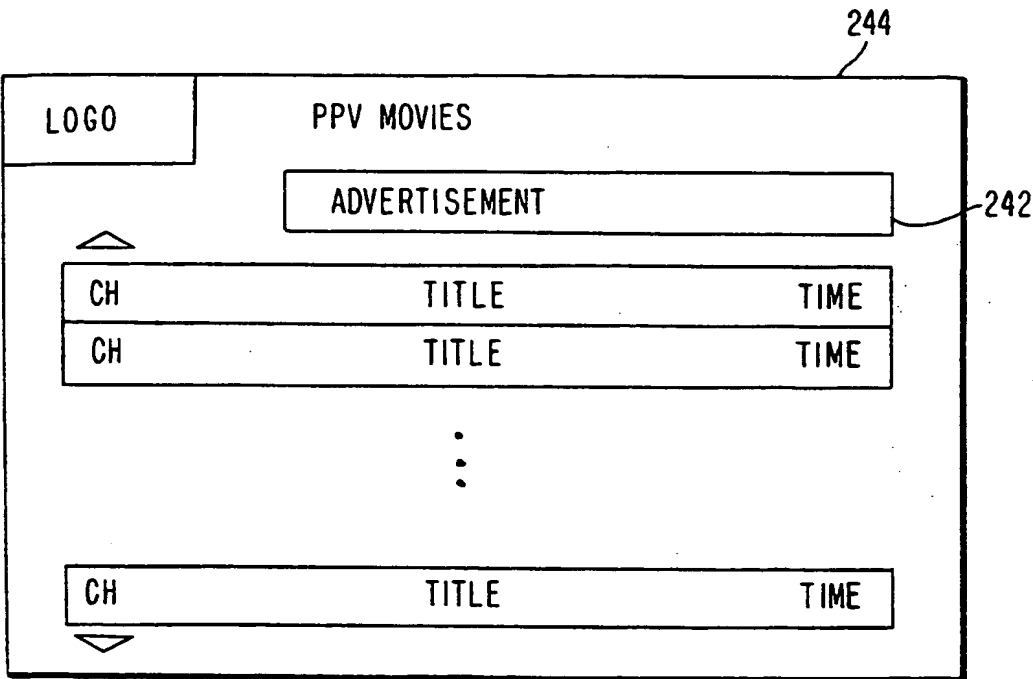 244
LOGO PPV MOVIES
ADVERTISEMENT
242
CH TITLE TIME
CH TITLE TIME
CH TITLE TIME